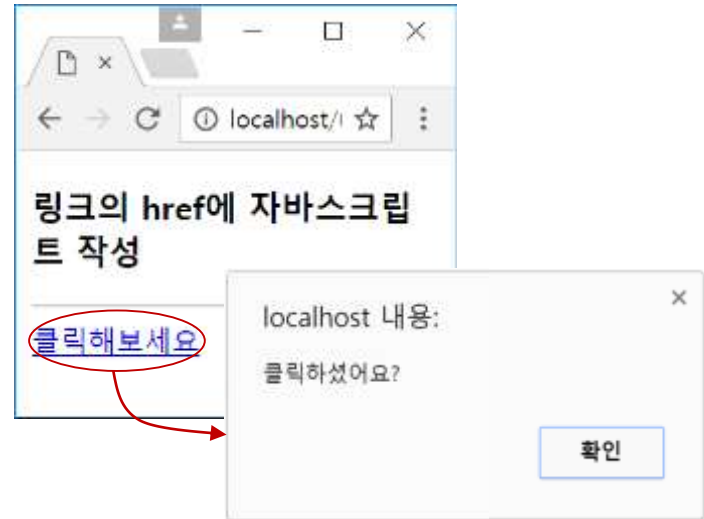 localhost/
링크의 href에 자바스크립
트 작성
클릭해보세요
localhost 내용:
클릭하셨어요?
확인